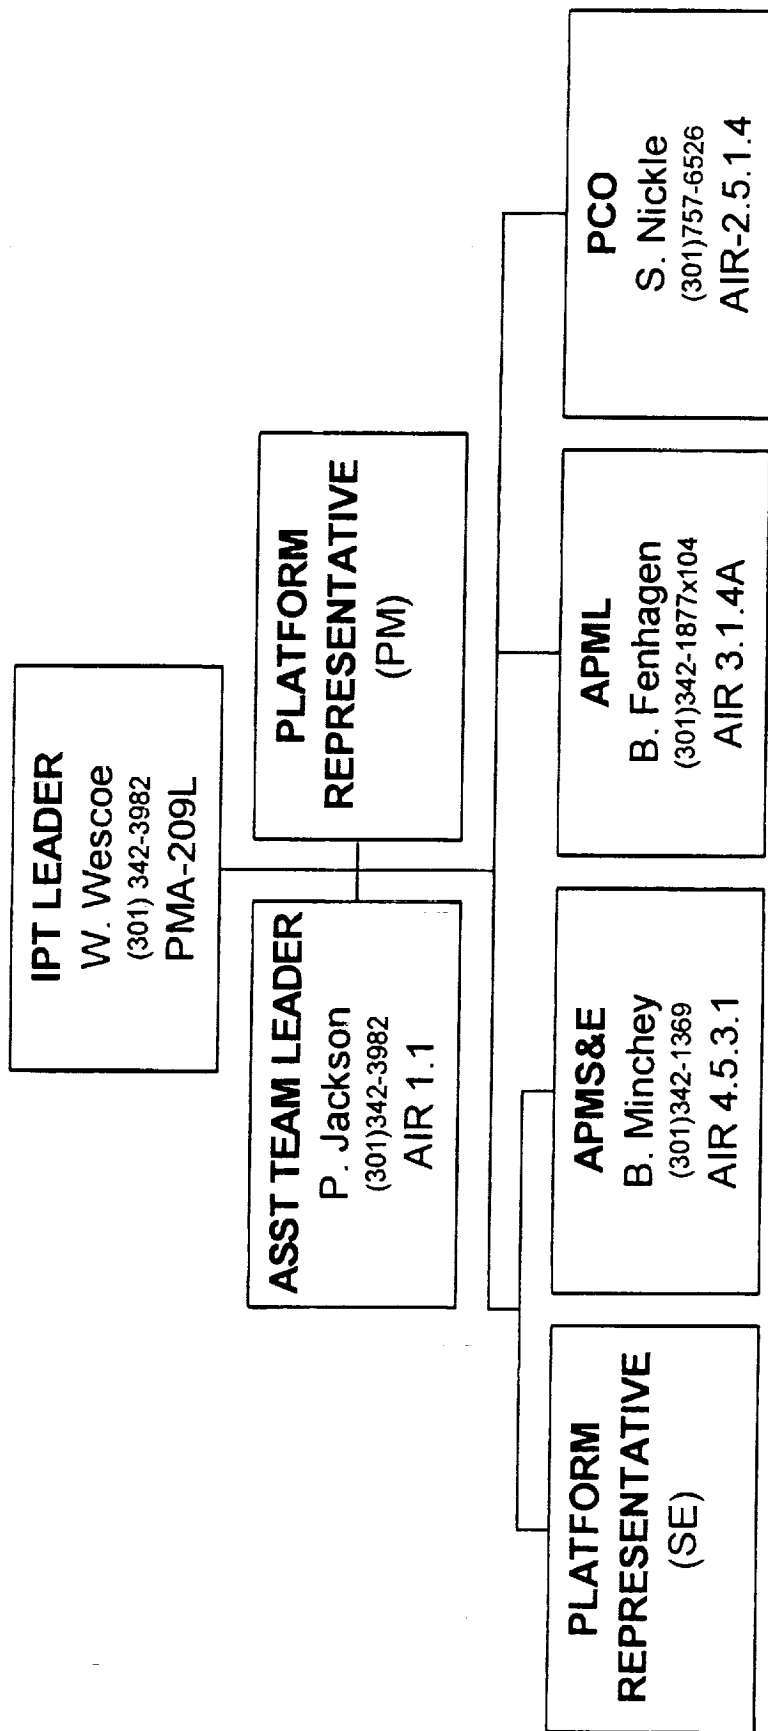 IPT LEADER
W. Wescoe
(301) 342-3982
PMA-209L
ASST TEAM LEADER
P. Jackson
(301)342-3982
AIR 1.1
PLATFORM
REPRESENTATIVE
(PM)
PLATFORM
REPRESENTATIVE
(SE)
APMS&E
B. Minchey
(301)342-1369
AIR 4.5.3.1
APML
B. Fenhagen
(301)342-1877x104
AIR 3.1.4A
PCO
S. Nickle
(301)757-6526
AIR-2.5.1.4